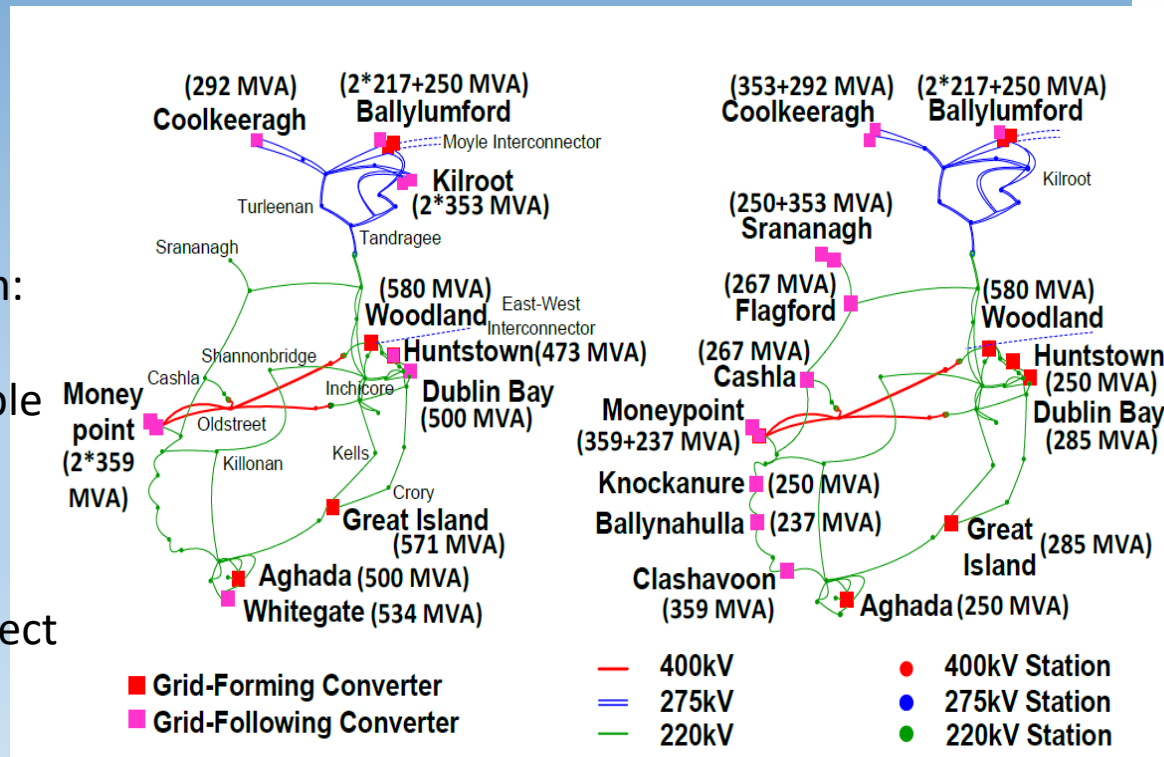 n:
ble
ect
(292 MVA)
Coolkeeragh
(2*217+250 MVA)
Ballylumford
Moyle Interconnector
Kilroot
(2*353 MVA)
Turleenan
Tandragee
Srananagh
(580 MVA)
Woodland
East-West
Interconnector
Huntstown(473 MVA)
Shannonbridge
Cashla
Inchicore
Dublin Bay
(500 MVA)
Money
point
(2*359
MVA)
Oldstreet
Killonan
Kells
Crory
Great Island
(571 MVA)
Aghada (500 MVA)
Whitegate (534 MVA)
Grid-Forming Converter
Grid-Following Converter
(353+292 MVA)
Coolkeeragh
(2*217+250 MVA)
Ballylumford
Kilroot
(250+353 MVA)
Srananagh
(267 MVA)
Flagford
(580 MVA)
Woodland
(267 MVA)
Cashla
Huntstown
(250 MVA)
Dublin Bay
(285 MVA)
Moneypoint
(359+237 MVA)
Knockanure (250 MVA)
Ballynahulla (237 MVA)
Great
Island
(285 MVA)
Clashavoon
(359 MVA)
Aghada (250 MVA)
400kV
275kV
220kV
400kV Station
275kV Station
220kV Station